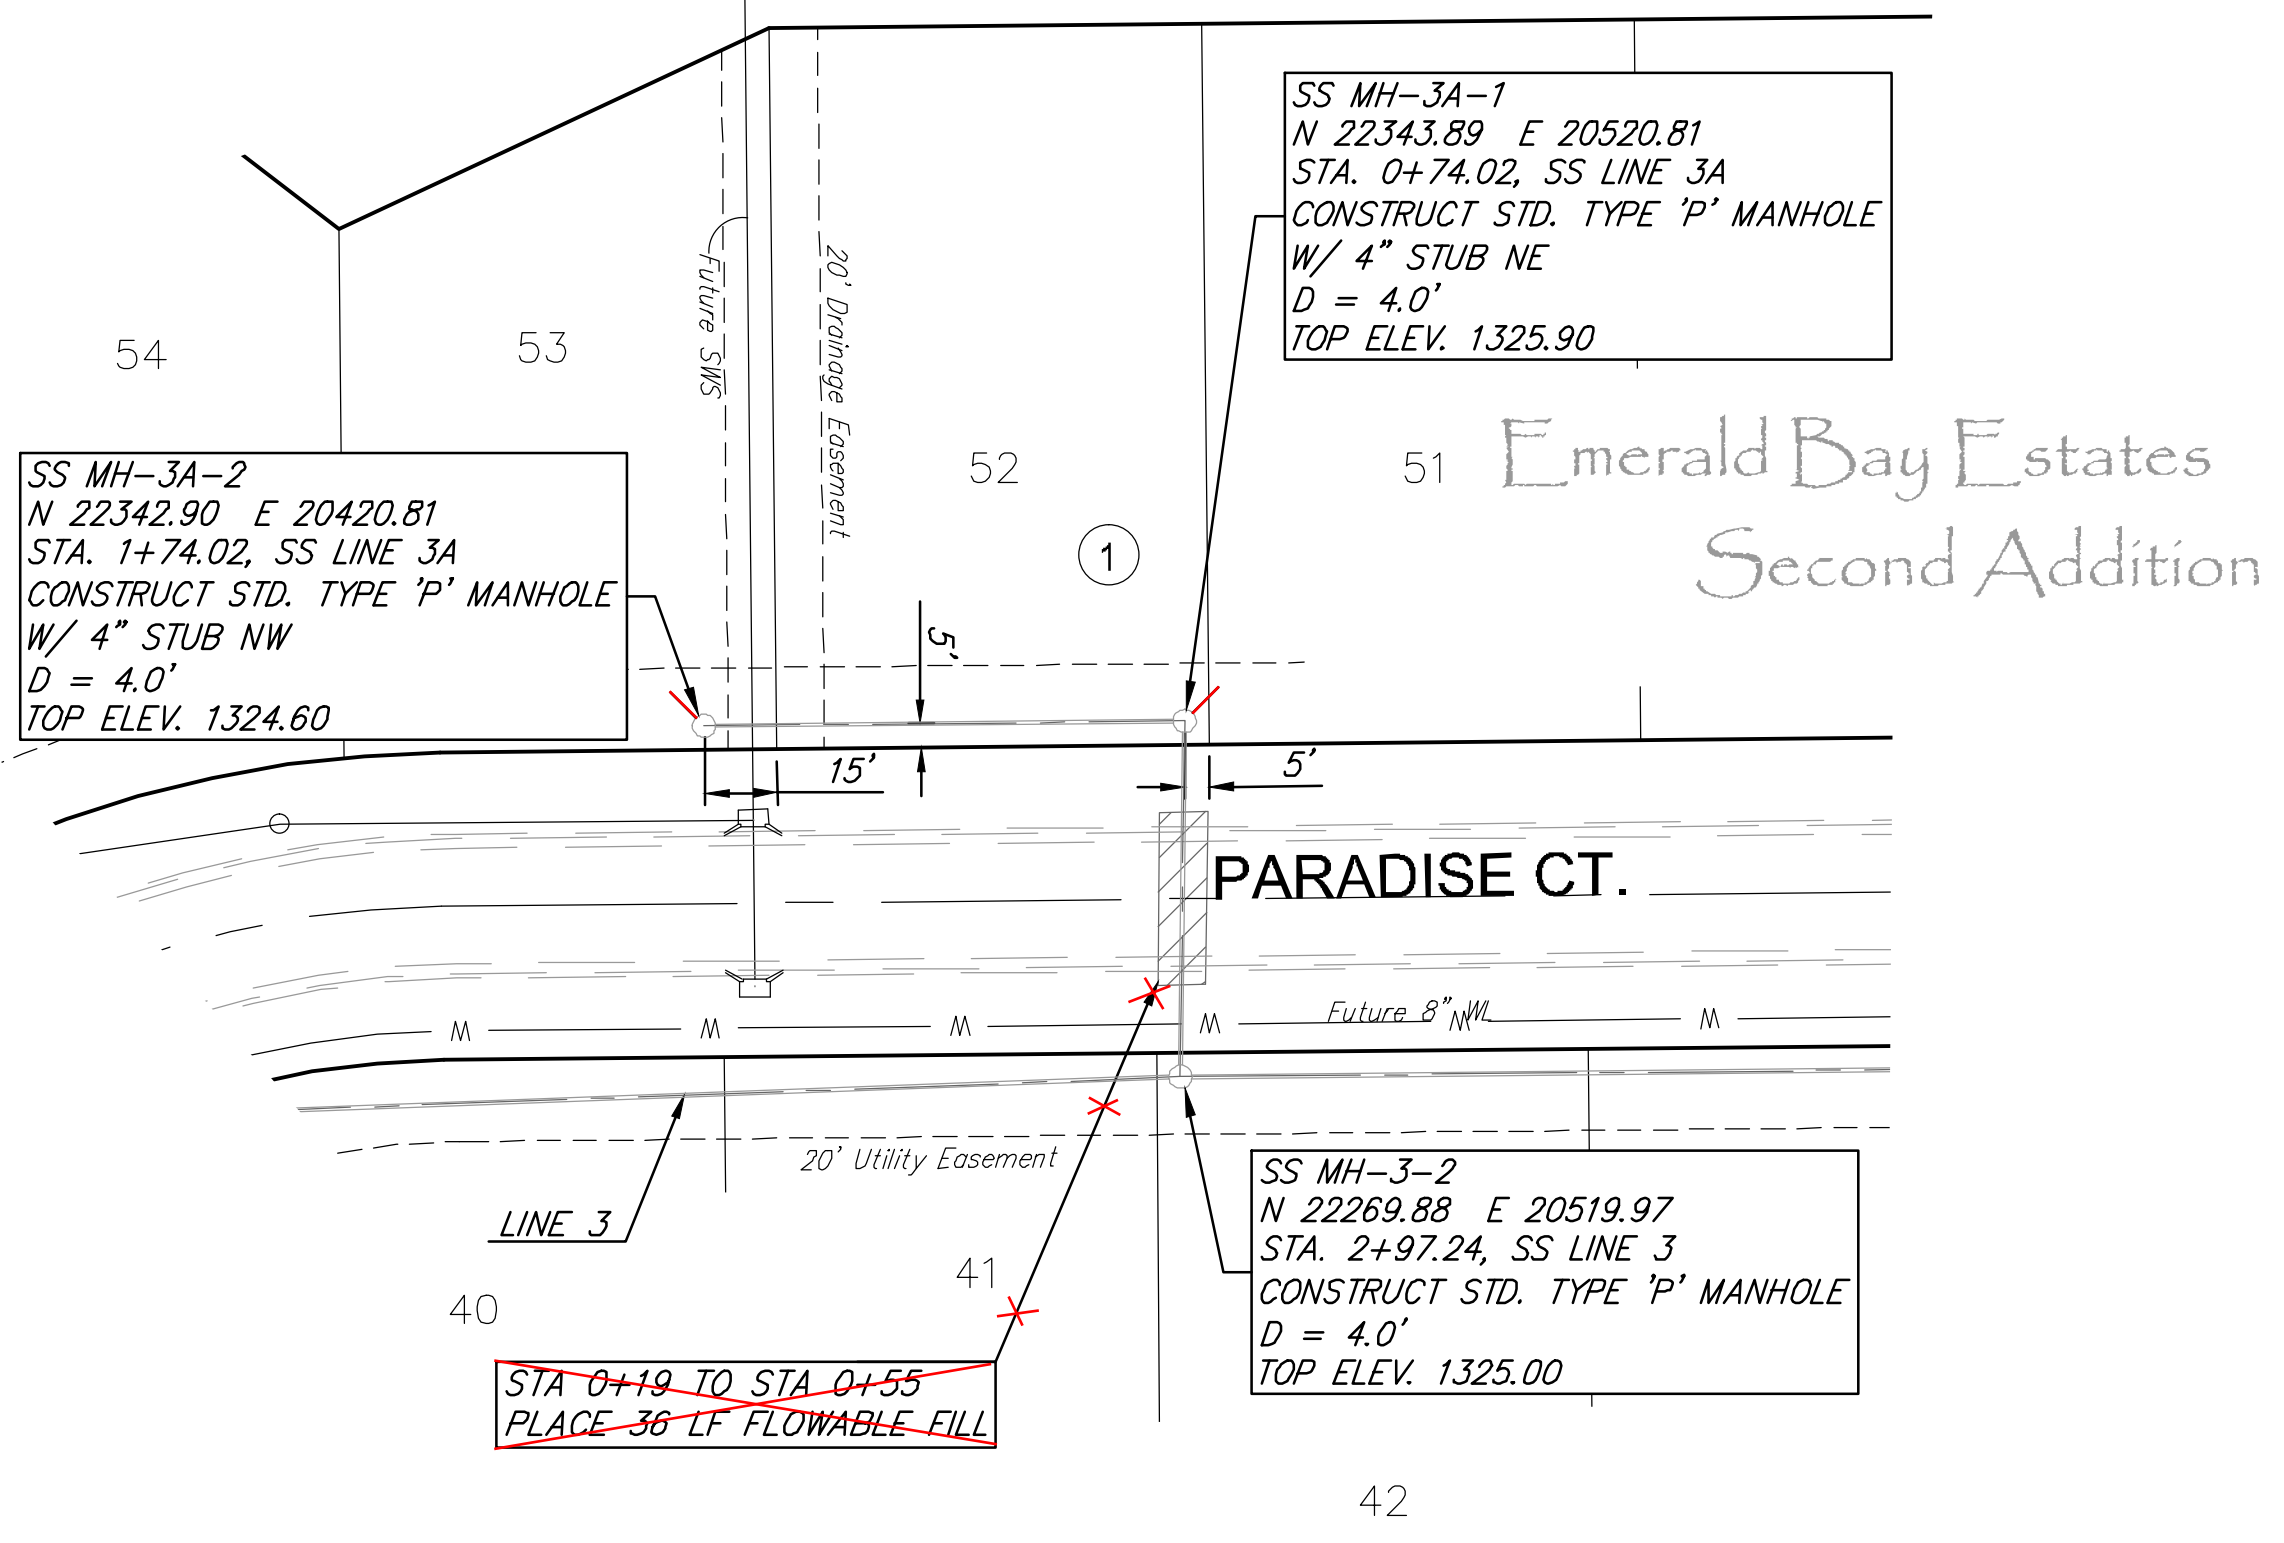 SS MH-3A-1
N 22343.89 E 20520.81
STA. 0+74.02, SS LINE 3A
CONSTRUCT STD. TYPE 'P' MANHOLE
W/ 4" STUB NE
D = 4.0'
TOP ELEV. 1325.90
Future SWS
20' Drainage Easement
54
53
52
51
Emerald Bay Estates
Second Addition
1
SS MH-3A-2
N 22342.90 E 20420.81
STA. 1+74.02, SS LINE 3A
CONSTRUCT STD. TYPE 'P' MANHOLE
W/ 4" STUB NW
D = 4.0'
TOP ELEV. 1324.60
5'
15'
5'
PARADISE CT.
Future 8" WL
W W W W W W
20' Utility Easement
LINE 3
SS MH-3-2
N 22269.88 E 20519.97
STA. 2+97.24, SS LINE 3
CONSTRUCT STD. TYPE 'P' MANHOLE
D = 4.0'
TOP ELEV. 1325.00
41
40
STA 0+19 TO STA 0+55
PLACE 36 LF FLOWABLE FILL
42